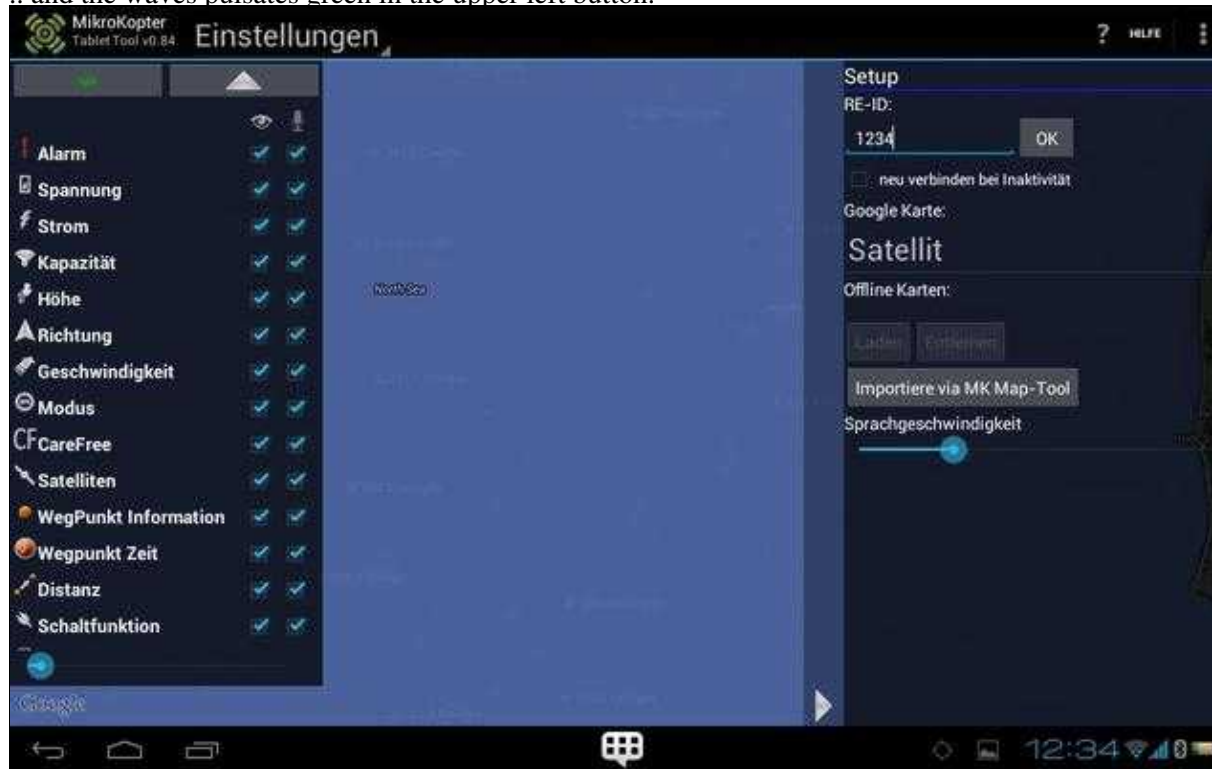 .. and the waves pulsates green in the upper left button.
MikroKopter
Tablet Tool v0.84
Einstellungen
? HILFE
Setup
RE-ID:
1234
OK
neu verbinden bei Inaktivität
Google Karte:
Satellit
Offline Karten:
Laden Entfernen
Importiere via MK Map-Tool
Sprachgeschwindigkeit
Alarm
Spannung
Strom
Kapazität
Höhe
Richtung
Geschwindigkeit
Modus
CF CareFree
Satelliten
WegPunkt Information
Wegpunkt Zeit
Distanz
Schaltfunktion
North Sea
Google
12:34